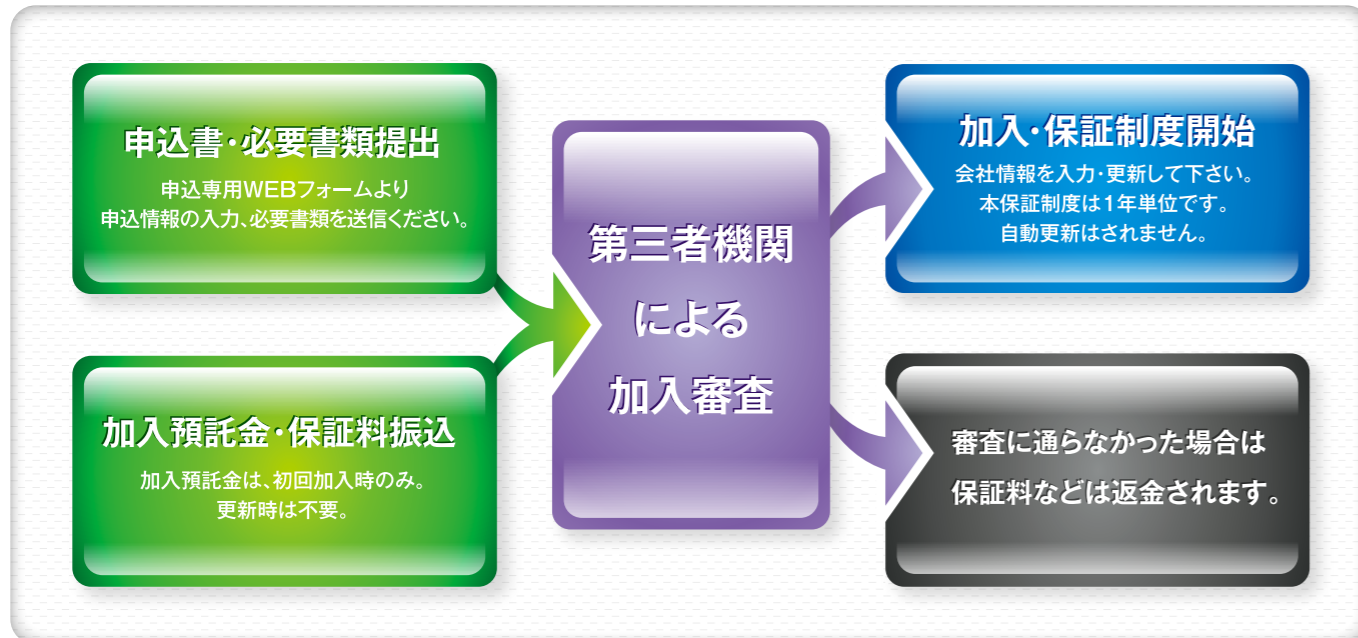 申込書・必要書類提出
申込専用WEBフォームより
申込情報の入力、必要書類を送信ください。
加入預託金・保証料振込
加入預託金は、初回加入時のみ。
更新時は不要。
第三者機関
による
加入審査
加入・保証制度開始
会社情報を入力・更新して下さい。
本保証制度は1年単位です。
自動更新はされません。
審査に通らなかった場合は
保証料などは返金されます。